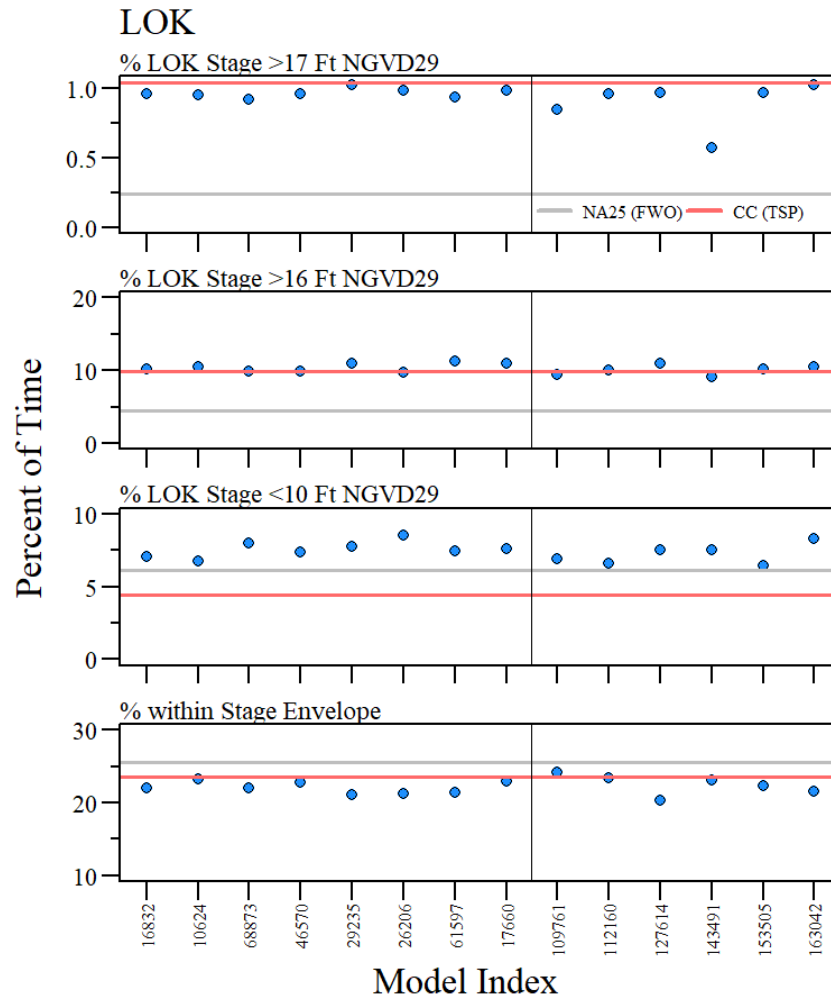 LOK
% LOK Stage >17 Ft NGVD29
1.0
0.5
0.0
NA25 (FWO) CC (TSP)
% LOK Stage >16 Ft NGVD29
20
10
0
% LOK Stage <10 Ft NGVD29
10
5
0
% within Stage Envelope
30
20
10
Percent of Time
16832 10624 68873 46570 29235 26206 61597 17660 109761 112160 127614 143491 153505 163042
Model Index